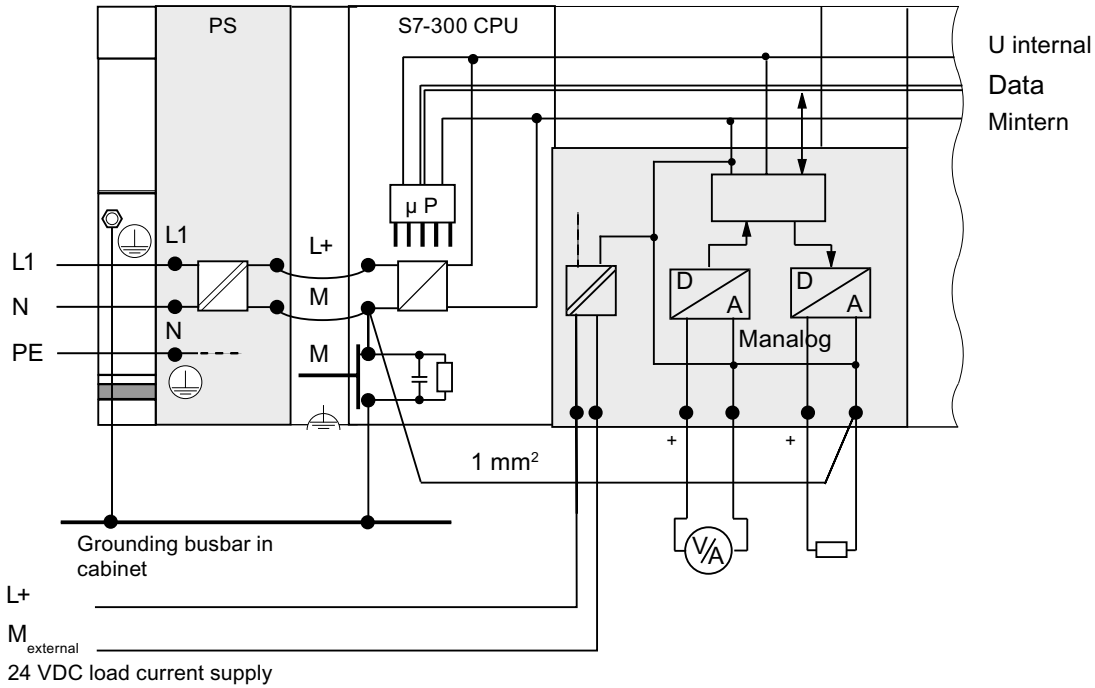 PS
S7-300 CPU
U internal
Data
Mintern
µ P
L1
L+
L1
D
A
D
A
N
M
N
Manalog
PE
M
+
+
1 mm²
Grounding busbar in
cabinet
V/A
L+
M external
24 VDC load current supply